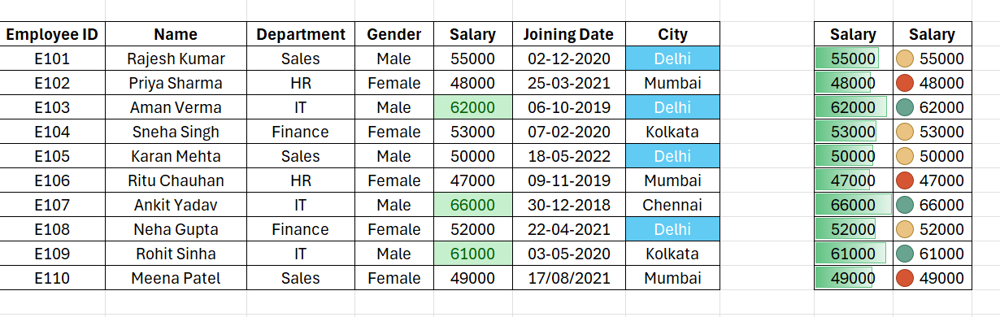 Employee ID Name Department Gender Salary Joining Date City Salary Salary
E101 Rajesh Kumar Sales Male 55000 02-12-2020 Delhi 55000 55000
E102 Priya Sharma HR Female 48000 25-03-2021 Mumbai 48000 48000
E103 Aman Verma IT Male 62000 06-10-2019 Delhi 62000 62000
E104 Sneha Singh Finance Female 53000 07-02-2020 Kolkata 53000 53000
E105 Karan Mehta Sales Male 50000 18-05-2022 Delhi 50000 50000
E106 Ritu Chauhan HR Female 47000 09-11-2019 Mumbai 47000 47000
E107 Ankit Yadav IT Male 66000 30-12-2018 Chennai 66000 66000
E108 Neha Gupta Finance Female 52000 22-04-2021 Delhi 52000 52000
E109 Rohit Sinha IT Male 61000 03-05-2020 Kolkata 61000 61000
E110 Meena Patel Sales Female 49000 17/08/2021 Mumbai 49000 49000